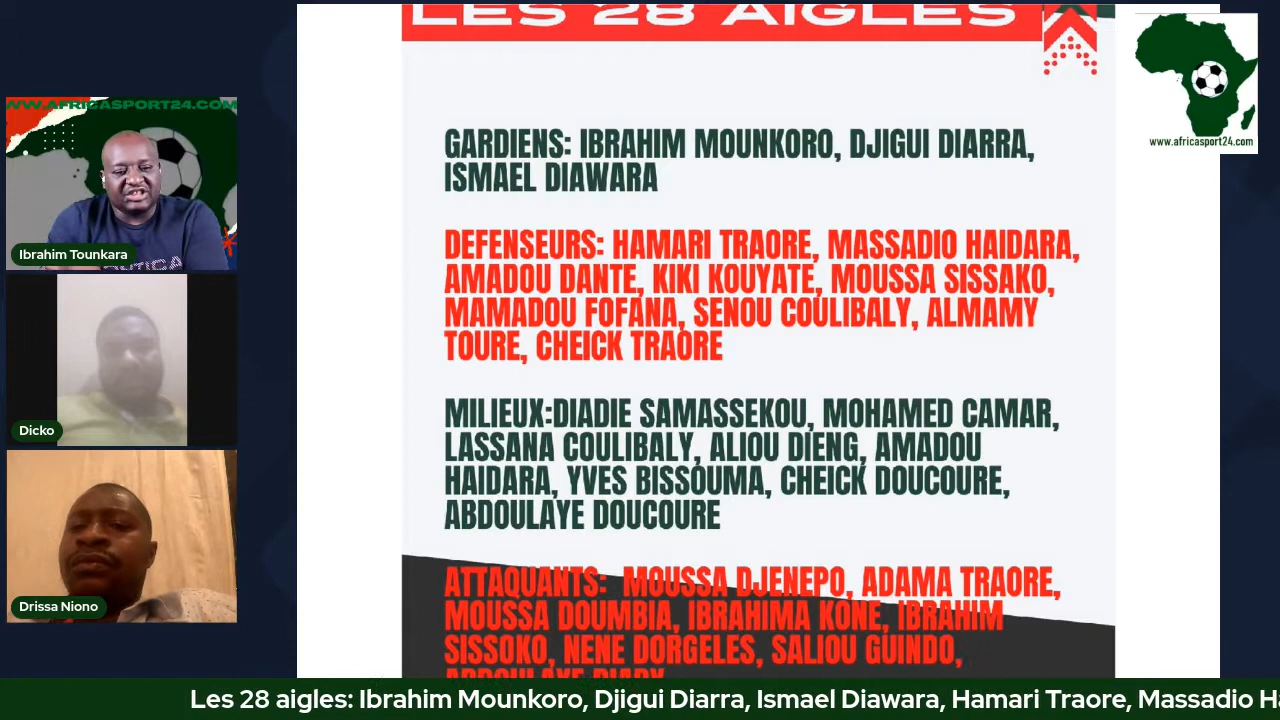 LES 28 AIGLES
WWW.AFRICASPORT24.COM
www.africasport24.com
GARDIENS: IBRAHIM MOUNKORO, DJIGUI DIARRA,
ISMAEL DIAWARA
DEFENSEURS: HAMARI TRAORE, MASSADIO HAIDARA,
AMADOU DANTE, KIKI KOUYATE, MOUSSA SISSAKO,
MAMADOU FOFANA, SENOU COULIBALY, ALMAMY
TOURE, CHEICK TRAORE
MILIEUX:DIADIE SAMASSEKOU, MOHAMED CAMAR,
LASSANA COULIBALY, ALIOU DIENG, AMADOU
HAIDARA, YVES BISSOUMA, CHEICK DOUCOURE,
ABDOULAYE DOUCOURE
ATTAQUANTS: MOUSSA DJENEPO, ADAMA TRAORE,
MOUSSA DOUMBIA, IBRAHIMA KONE, IBRAHIM
SISSOKO, NENE DORGELES, SALIOU GUINDO,
ABDOULAYE DIABY
Ibrahim Tounkara
Dicko
Drissa Niono
Les 28 aigles: Ibrahim Mounkoro, Djigui Diarra, Ismael Diawara, Hamari Traore, Massadio Ha